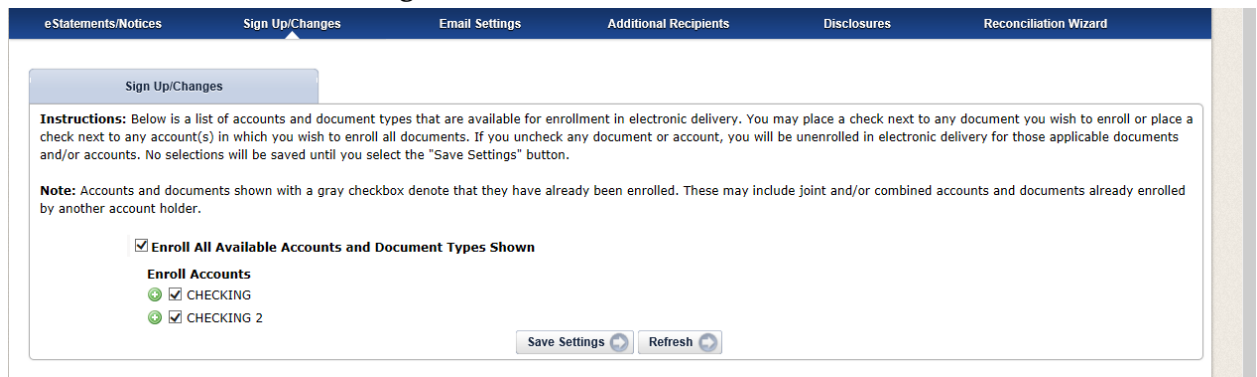 eStatements/Notices Sign Up/Changes Email Settings Additional Recipients Disclosures Reconciliation Wizard
Sign Up/Changes
Instructions: Below is a list of accounts and document types that are available for enrollment in electronic delivery. You may place a check next to any document you wish to enroll or place a
check next to any account(s) in which you wish to enroll all documents. If you uncheck any document or account, you will be unenrolled in electronic delivery for those applicable documents
and/or accounts. No selections will be saved until you select the "Save Settings" button.
Note: Accounts and documents shown with a gray checkbox denote that they have already been enrolled. These may include joint and/or combined accounts and documents already enrolled
by another account holder.
Enroll All Available Accounts and Document Types Shown
Enroll Accounts
CHECKING
CHECKING 2
Save Settings Refresh